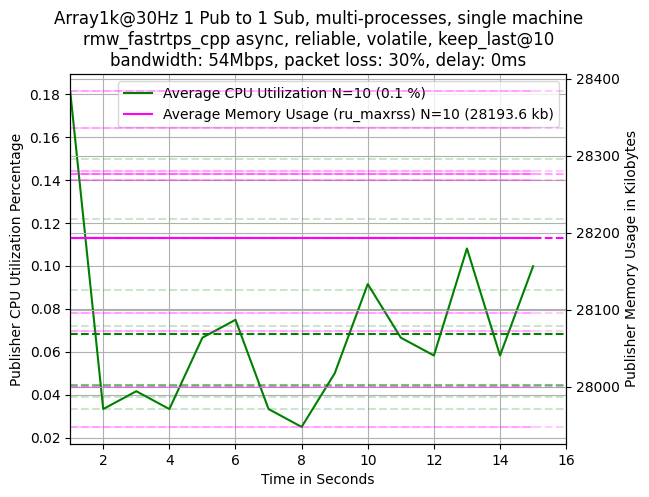 Array1k@30Hz 1 Pub to 1 Sub, multi-processes, single machine
rmw_fastrtps_cpp async, reliable, volatile, keep_last@10
bandwidth: 54Mbps, packet loss: 30%, delay: 0ms
Average CPU Utilization N=10 (0.1 %)
Average Memory Usage (ru_maxrss) N=10 (28193.6 kb)
Publisher CPU Utilization Percentage
0.18
0.16
0.14
0.12
0.10
0.08
0.06
0.04
0.02
28400
28300
28200
28100
28000
Publisher Memory Usage in Kilobytes
2 4 6 8 10 12 14 16
Time in Seconds